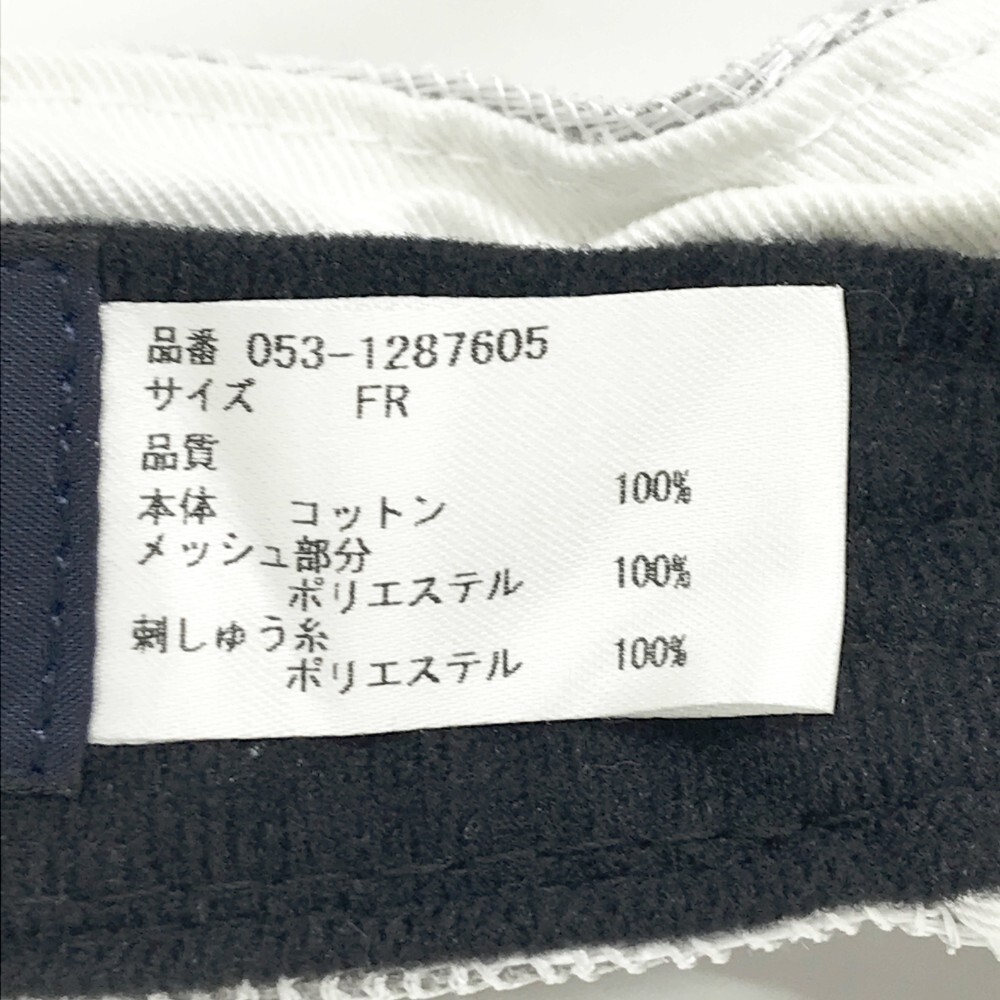 品番 053-1287605
サイズ FR
品質
本体 コットン 100%
メッシュ部分
ポリエステル 100%
刺しゅう糸
ポリエステル 100%